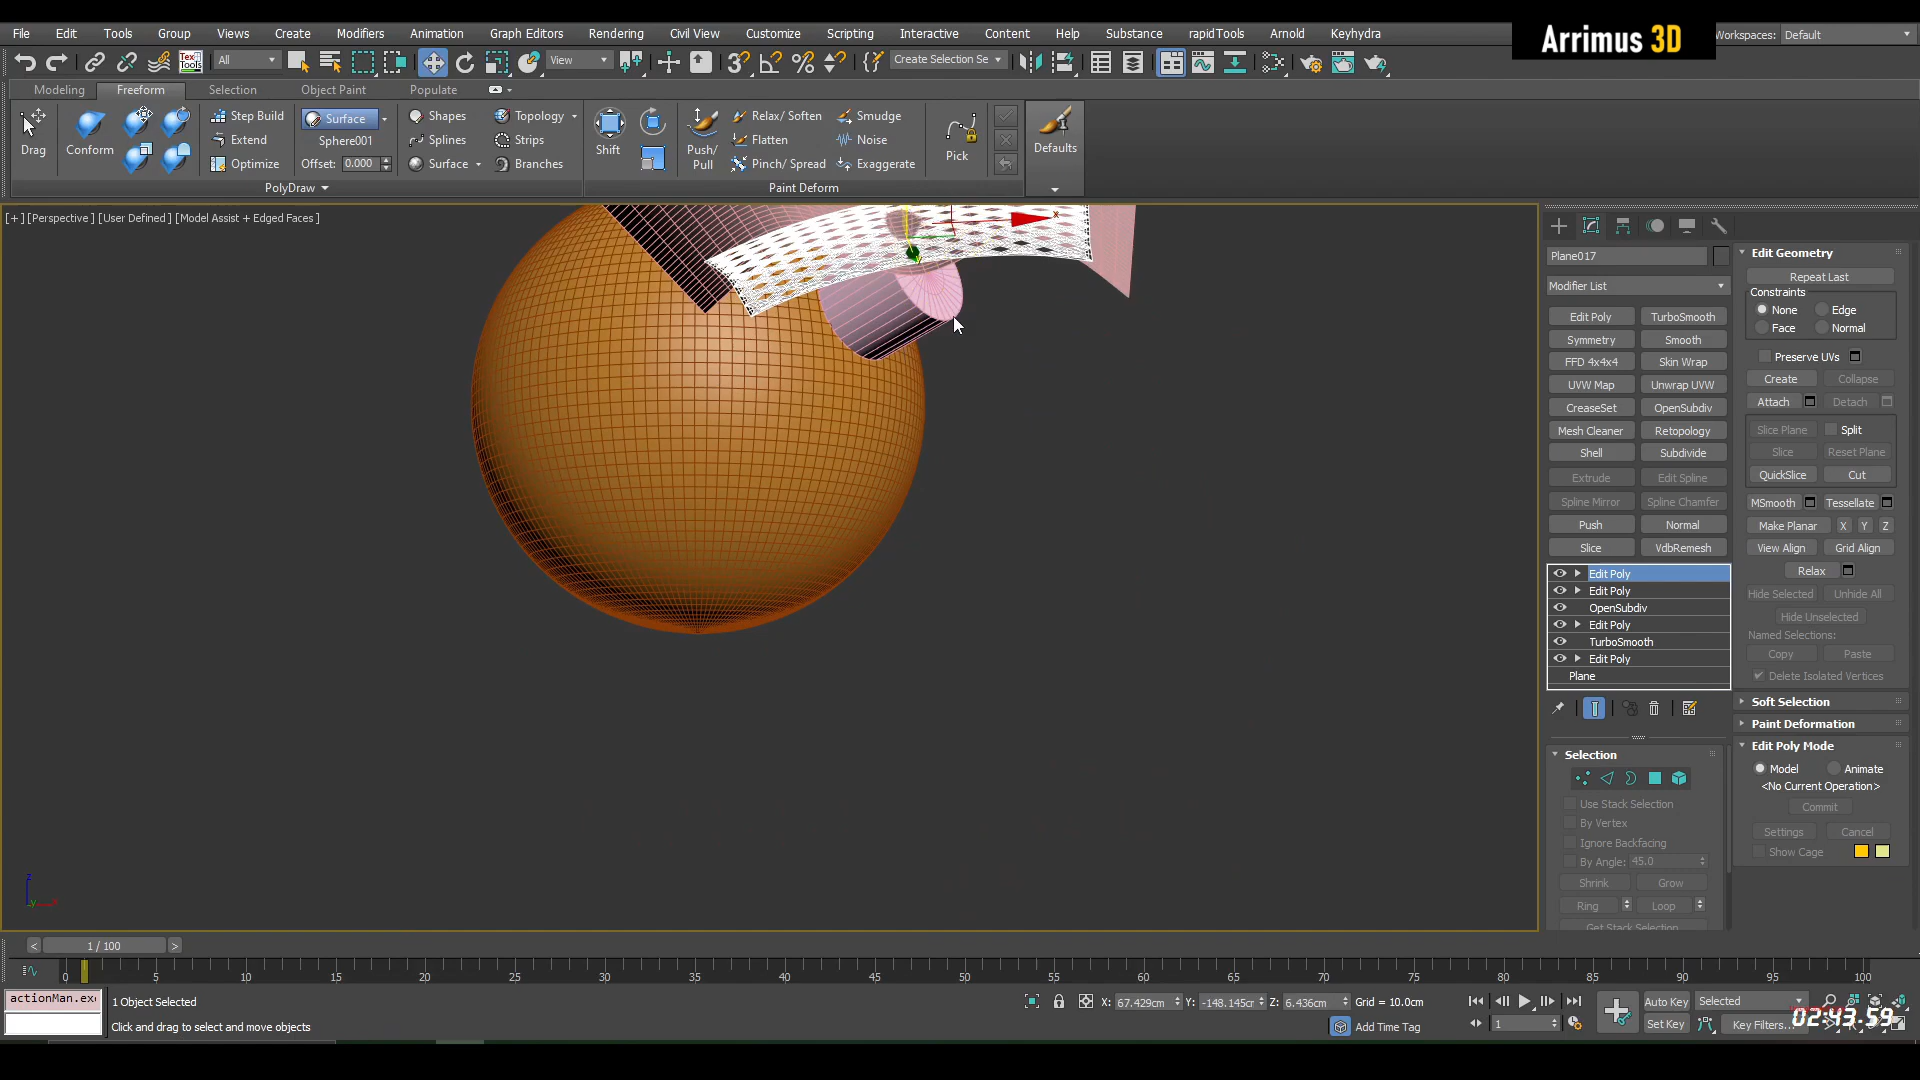 File Edit Tools Group Views Create Modifiers Animation Graph Editors Rendering Civil View Customize Scripting Interactive Content Help Substance rapidTools Arnold Keyhydra
Arrimus 3D
Workspaces: Default
Tex Tools All View Create Selection Se
Modeling Freeform Selection Object Paint Populate
Step Build Surface Shapes Topology Relax/ Soften Smudge
Drag Conform Extend Sphere001 Splines Strips Shift Push/ Pull Flatten Noise Pick Defaults
Optimize Offset: 0.000 Surface Branches Pinch/ Spread Exaggerate
PolyDraw Paint Deform
[+] [Perspective ] [User Defined ] [Model Assist + Edged Faces ]
Plane017
Modifier List
Edit Poly TurboSmooth
Symmetry Smooth
FFD 4x4x4 Skin Wrap
UVW Map Unwrap UVW
CreaseSet OpenSubdiv
Mesh Cleaner Retopology
Shell Subdivide
Extrude Edit Spline
Spline Mirror Spline Chamfer
Push Normal
Slice VdbRemesh
Edit Poly
Edit Poly
OpenSubdiv
Edit Poly
TurboSmooth
Edit Poly
Plane
Selection
Use Stack Selection
By Vertex
Ignore Backfacing
By Angle: 45.0
Shrink Grow
Ring Loop
Get Stack Selection
Edit Geometry
Repeat Last
Constraints
None Edge
Face Normal
Preserve UVs
Create Collapse
Attach Detach
Slice Plane Split
Slice Reset Plane
QuickSlice Cut
MSmooth Tessellate
Make Planar X Y Z
View Align Grid Align
Relax
Hide Selected Unhide All
Hide Unselected
Named Selections:
Copy Paste
Delete Isolated Vertices
Soft Selection
Paint Deformation
Edit Poly Mode
Model Animate
<No Current Operation>
Commit
Settings Cancel
Show Cage
z
y
x
< 1 / 100 >
0 5 10 15 20 25 30 35 40 45 50 55 60 65 70 75 80 85 90 95 100
actionMan.exe 1 Object Selected X: 67.429cm Y: -148.145cm Z: 6.436cm Grid = 10.0cm Auto Key Selected
Click and drag to select and move objects Add Time Tag 1 Set Key Key Filters...
02:43.59